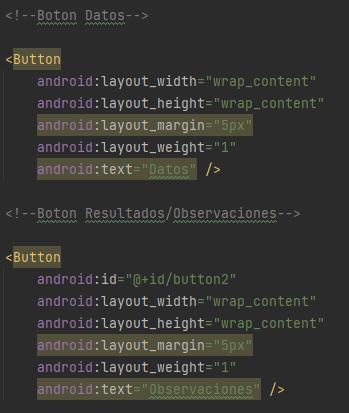 <!--Boton Datos-->
<Button
android:layout_width="wrap_content"
android:layout_height="wrap_content"
android:layout_margin="5px"
android:layout_weight="1"
android:text="Datos" />
<!--Boton Resultados/Observaciones-->
<Button
android:id="@+id/button2"
android:layout_width="wrap_content"
android:layout_height="wrap_content"
android:layout_margin="5px"
android:layout_weight="1"
android:text="Observaciones" />